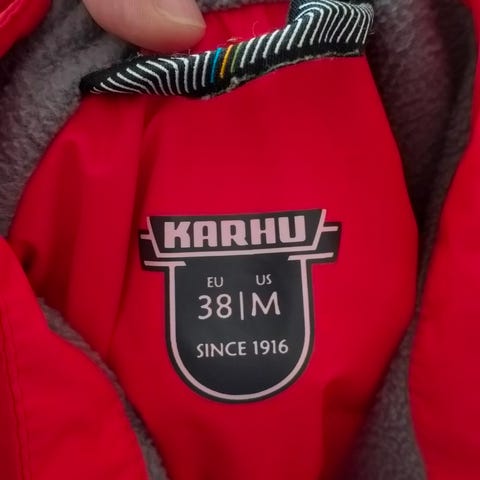 KARHU
EU US
38|M
SINCE 1916